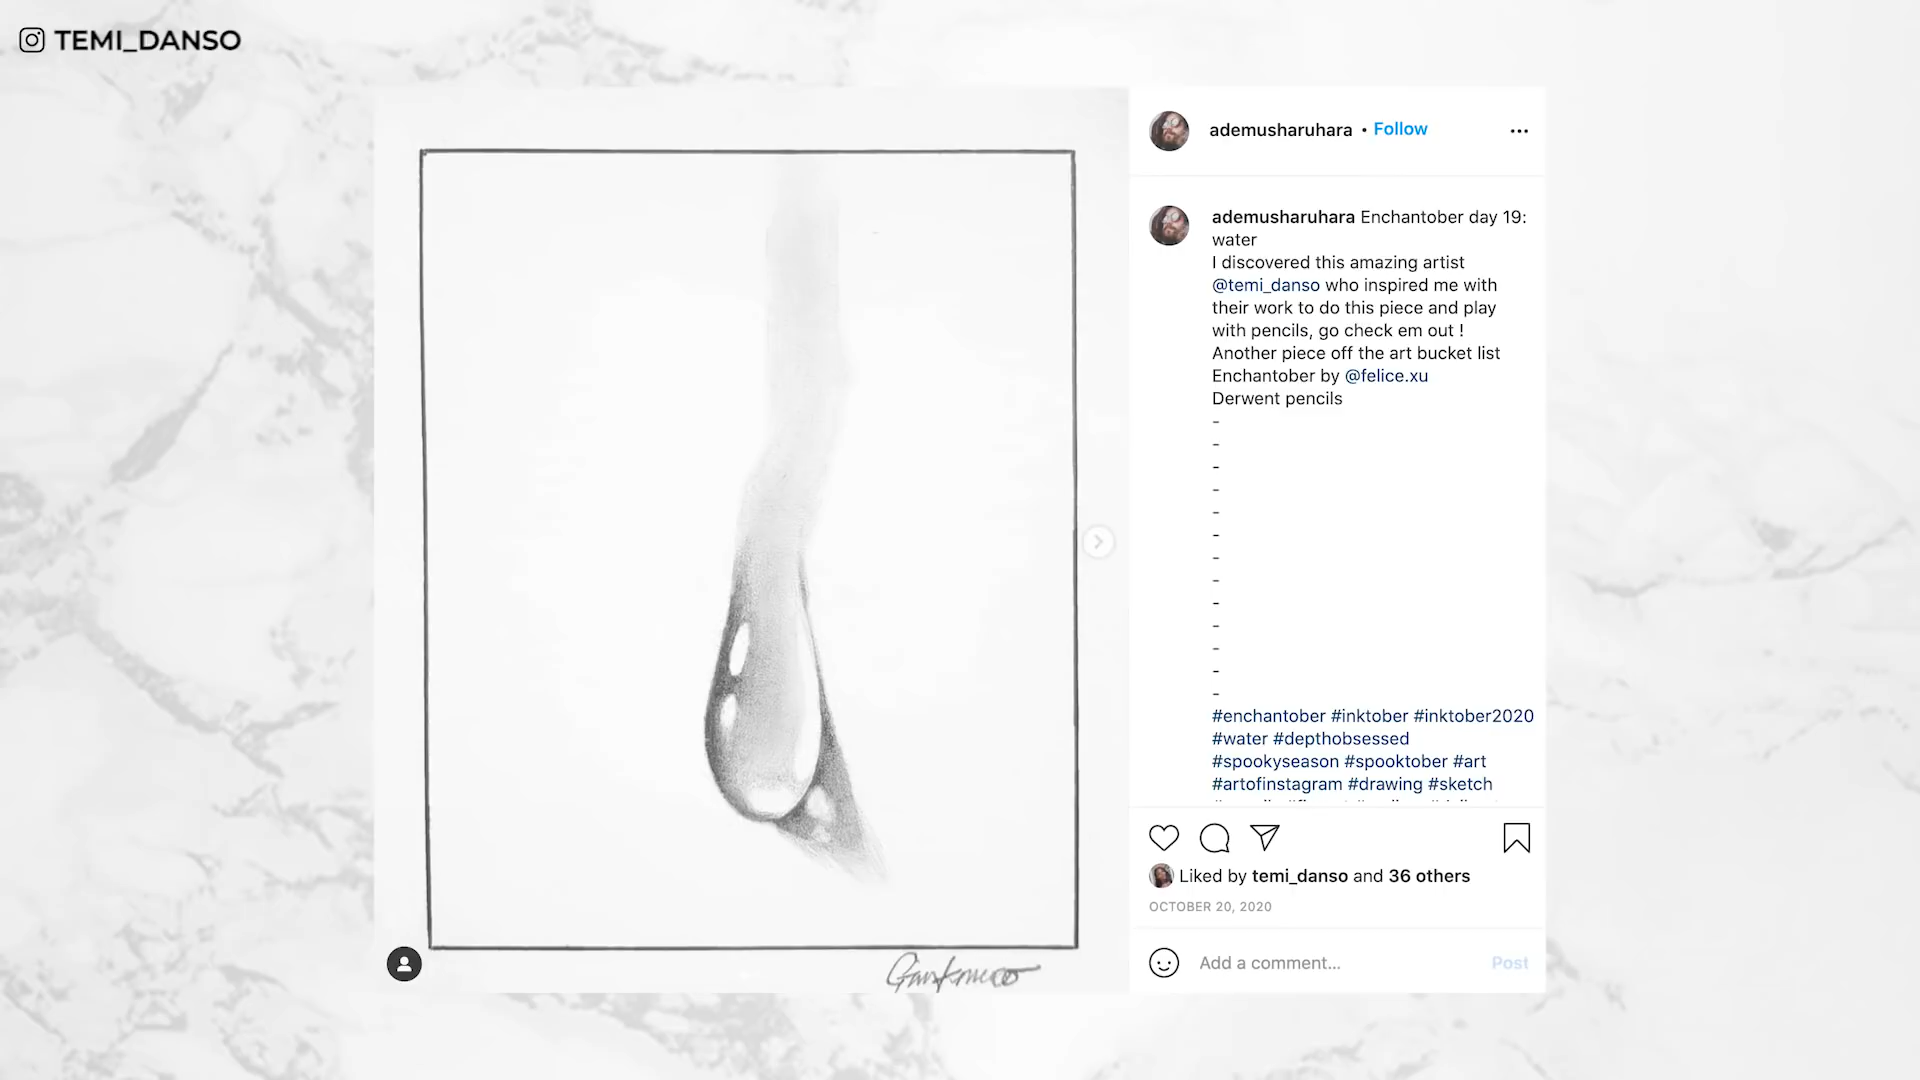 TEMI_DANSO
ademusharuhara • Follow
ademusharuhara Enchantober day 19:
water
I discovered this amazing artist
@temi_danso who inspired me with
their work to do this piece and play
with pencils, go check em out !
Another piece off the art bucket list
Enchantober by @felice.xu
Derwent pencils
-
-
-
-
-
-
-
-
-
-
-
-
-
#enchantober #inktober #inktober2020
#water #depthobsessed
#spookyseason #spooktober #art
#artofinstagram #drawing #sketch
Liked by temi_danso and 36 others
OCTOBER 20, 2020
Add a comment...
Post